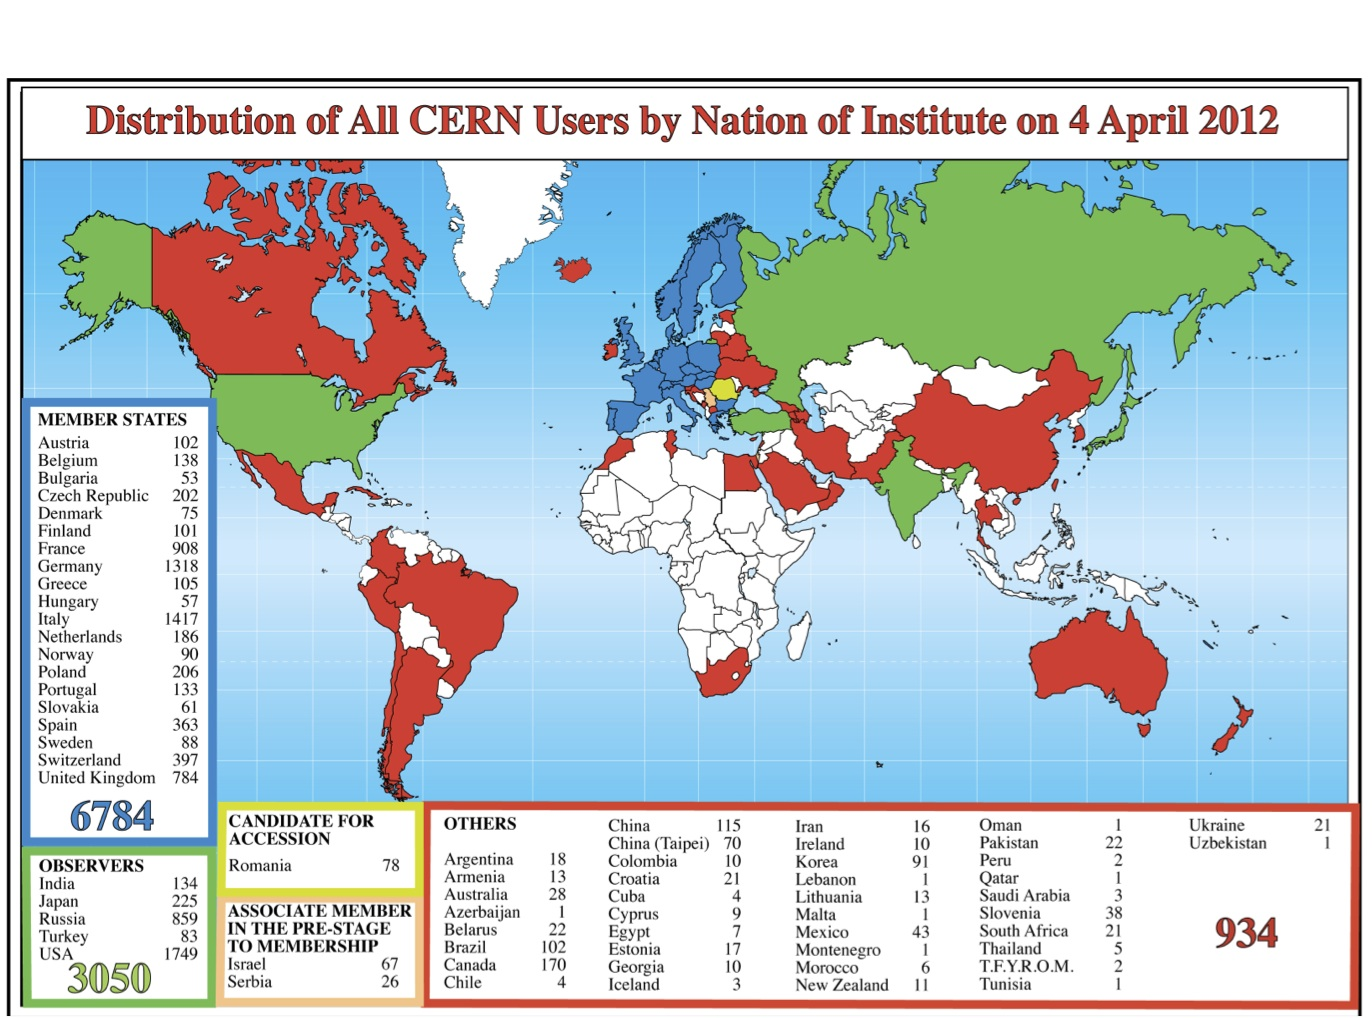 Distribution of All CERN Users by Nation of Institute on 4 April 2012
MEMBER STATES
Austria 102
Belgium 138
Bulgaria 53
Czech Republic 202
Denmark 75
Finland 101
France 908
Germany 1318
Greece 105
Hungary 57
Italy 1417
Netherlands 186
Norway 90
Poland 206
Portugal 133
Slovakia 61
Spain 363
Sweden 88
Switzerland 397
United Kingdom 784
6784
OBSERVERS
India 134
Japan 225
Russia 859
Turkey 83
USA 1749
3050
CANDIDATE FOR
ACCESSION
Romania 78
ASSOCIATE MEMBER
IN THE PRE-STAGE
TO MEMBERSHIP
Israel 67
Serbia 26
OTHERS
Argentina 18
Armenia 13
Australia 28
Azerbaijan 1
Belarus 22
Brazil 102
Canada 170
Chile 4
China 115
China (Taipei) 70
Colombia 10
Croatia 21
Cuba 4
Cyprus 9
Egypt 7
Estonia 17
Georgia 10
Iceland 3
Iran 16
Ireland 10
Korea 91
Lebanon 1
Lithuania 13
Malta 1
Mexico 43
Montenegro 1
Morocco 6
New Zealand 11
Oman 1
Pakistan 22
Peru 2
Qatar 1
Saudi Arabia 3
Slovenia 38
South Africa 21
Thailand 5
T.F.Y.R.O.M. 2
Tunisia 1
Ukraine 21
Uzbekistan 1
934